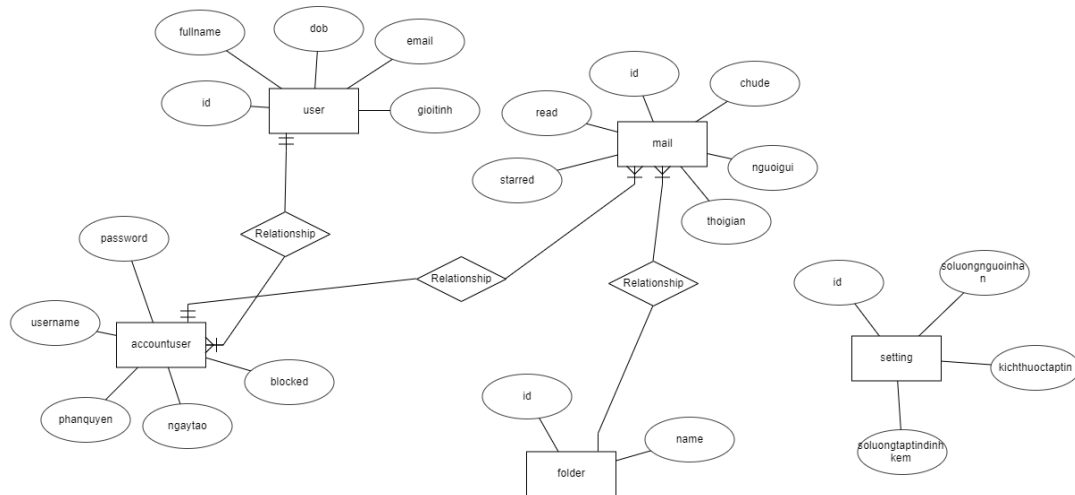 fullname
dob
email
id
user
gioitinh
id
chude
read
mail
starred
nguoigui
thoigian
Relationship
password
Relationship
Relationship
username
accountuser
blocked
phanquyen
ngaytao
id
name
folder
soluongnguoinha
n
id
setting
kichthuoctaptin
soluongtaptindinh
kem